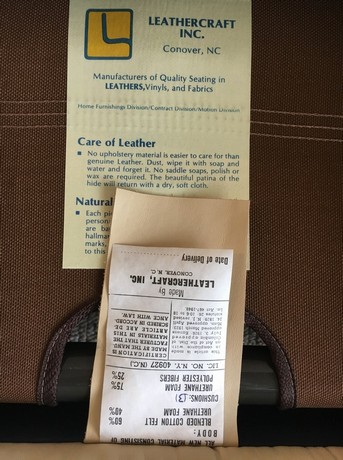 LEATHERCRAFT
INC.
Conover, NC
Manufacturers of Quality Seating in
LEATHERS,Vinyls, and Fabrics
Home Furnishings Division/Contract Division/Motion Division
Care of Leather
No upholstery material is easier to care for than
genuine Leather. Dust, wipe it with soap and
water and forget it. No saddle soaps, polish or
wax are required. The beautiful patina of the
hide will return with a dry, soft cloth.
Natural
Each pi
person.
are ba
hallma
marks,
to this
ALL NEW MATERIAL CONSISTING OF
BODY:
BLENDED COTTON FELT 60%
URETHANE FOAM 40%
CUSHIONS:
URETHANE FOAM 75%
POLYESTER FIBERS 25%
LIC. NO. N.Y. 40927 (N.C.)
CERTIFICATION IS
MADE BY THE MANU-
FACTURER THAT THE
MATERIALS IN THIS
ARTICLE ARE DE-
SCRIBED IN ACCORD-
ANCE WITH LAW.
Made By
LEATHERCRAFT, INC.
CONOVER, N. C.
Date of Delivery